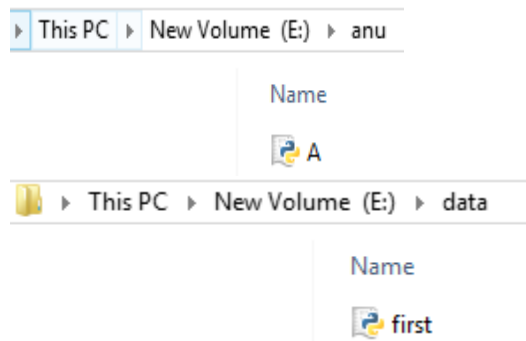 This PC New Volume (E:) anu
Name
A
This PC New Volume (E:) data
Name
first